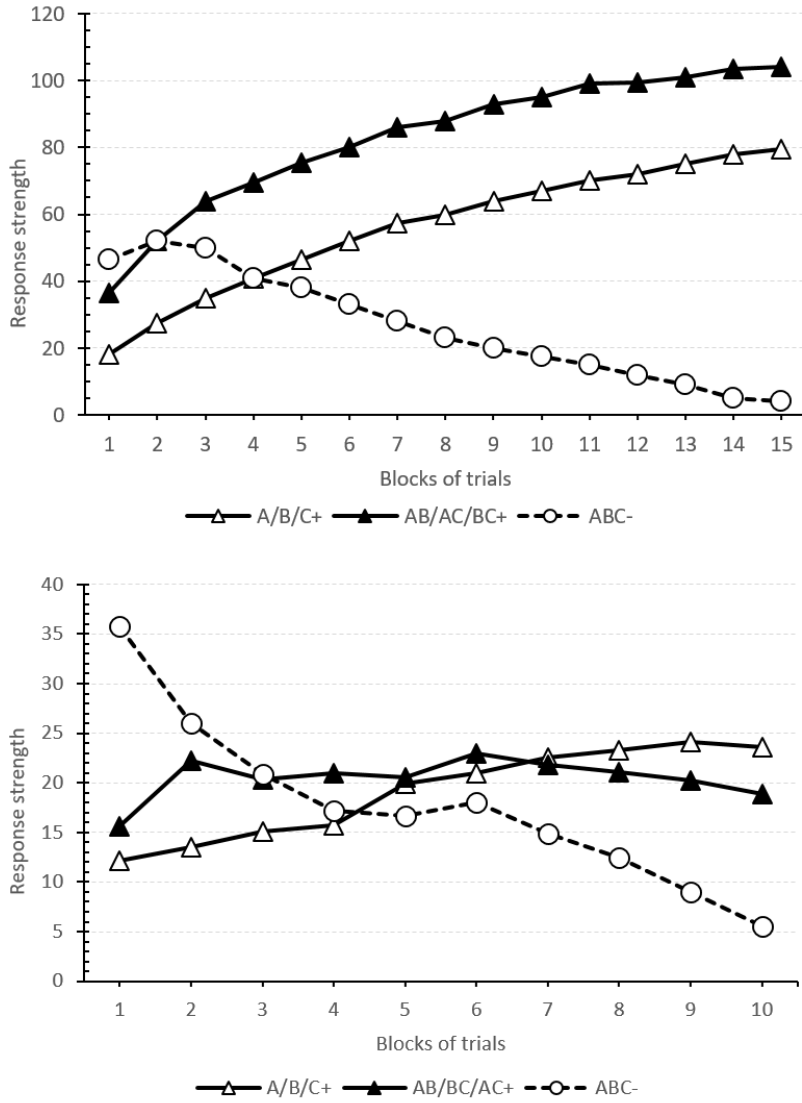 120
100
80
60
40
20
0
Response strength
1 2 3 4 5 6 7 8 9 10 11 12 13 14 15
Blocks of trials
A/B/C+ AB/AC/BC+ ABC-
40
35
30
25
20
15
10
5
0
Response strength
1 2 3 4 5 6 7 8 9 10
Blocks of trials
A/B/C+ AB/BC/AC+ ABC-